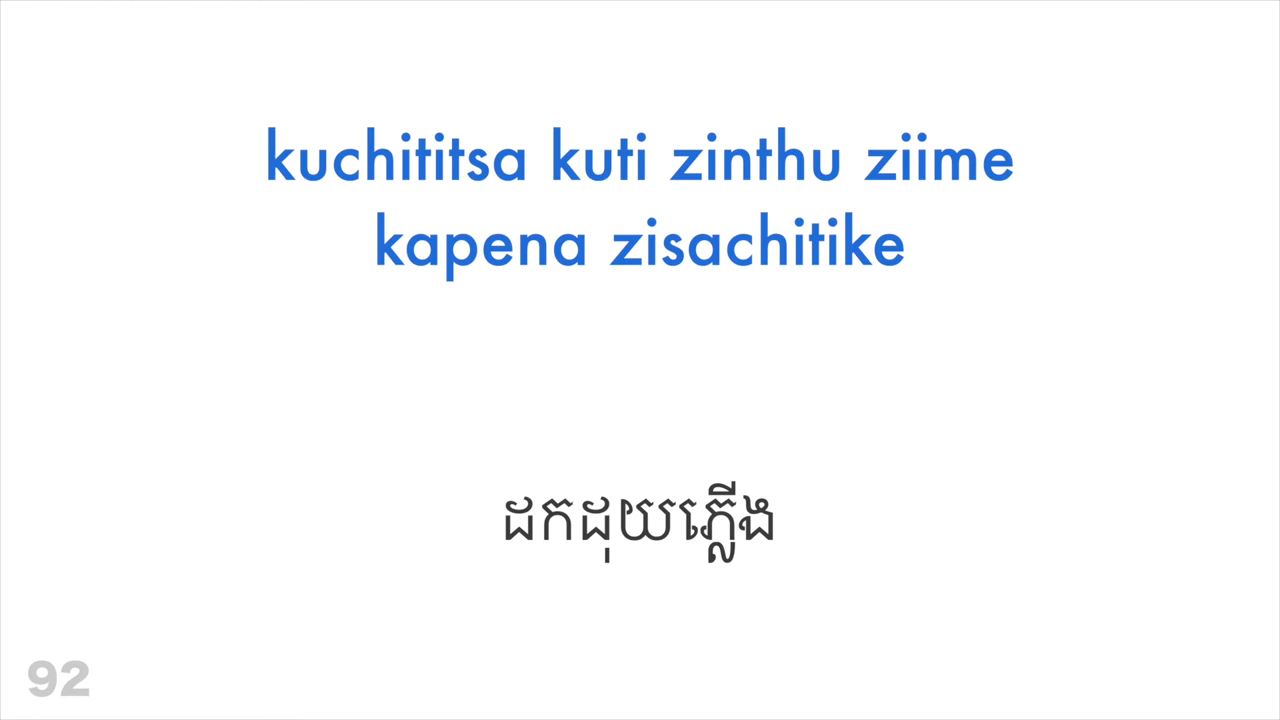 kuchititsa kuti zinthu ziime
kapena zisachitike
ដកដុយភ្លើង
92